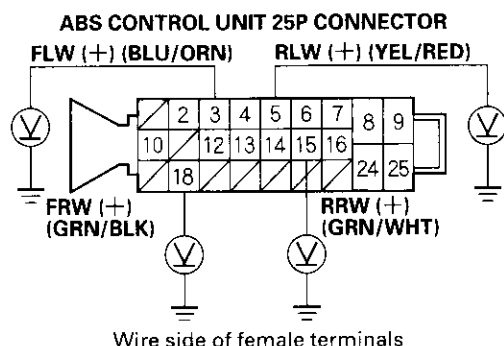 ABS CONTROL UNIT 25P CONNECTOR
FLW (+) (BLU/ORN) RLW (+) (YEL/RED)
2 3 4 5 6 7 8 9
10 12 13 14 15 16
18 24 25
V V
FRW (+)
(GRN/BLK)
RRW (+)
(GRN/WHT)
V V
Wire side of female terminals